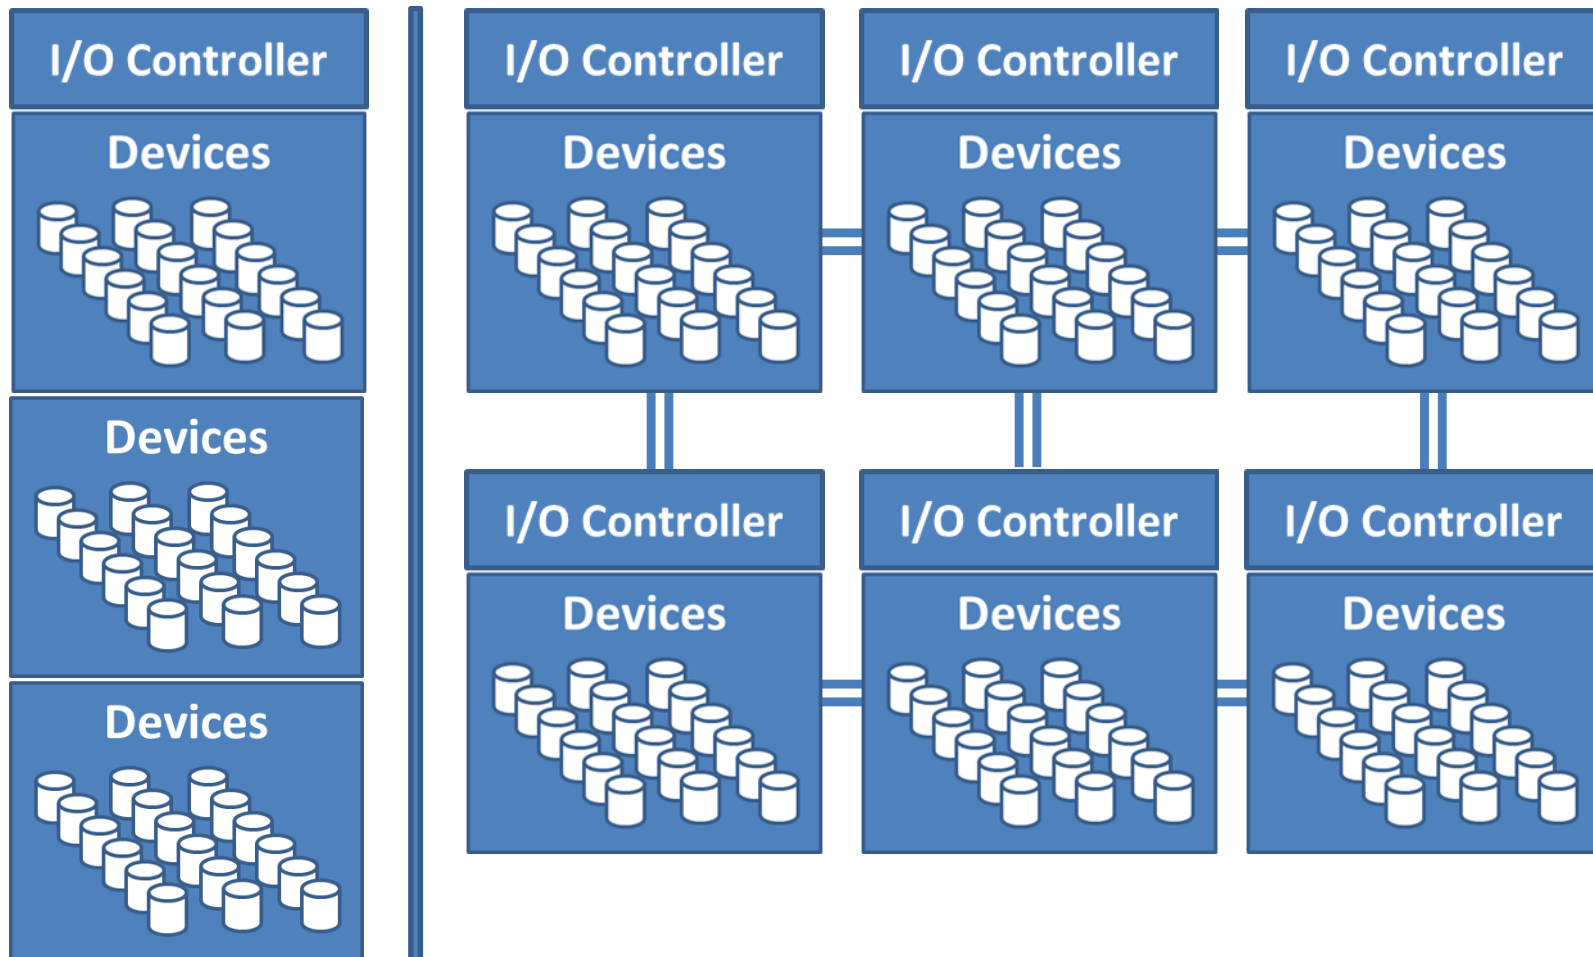 I/O Controller
Devices
Devices
Devices
I/O Controller
I/O Controller
I/O Controller
Devices
Devices
Devices
I/O Controller
I/O Controller
I/O Controller
Devices
Devices
Devices